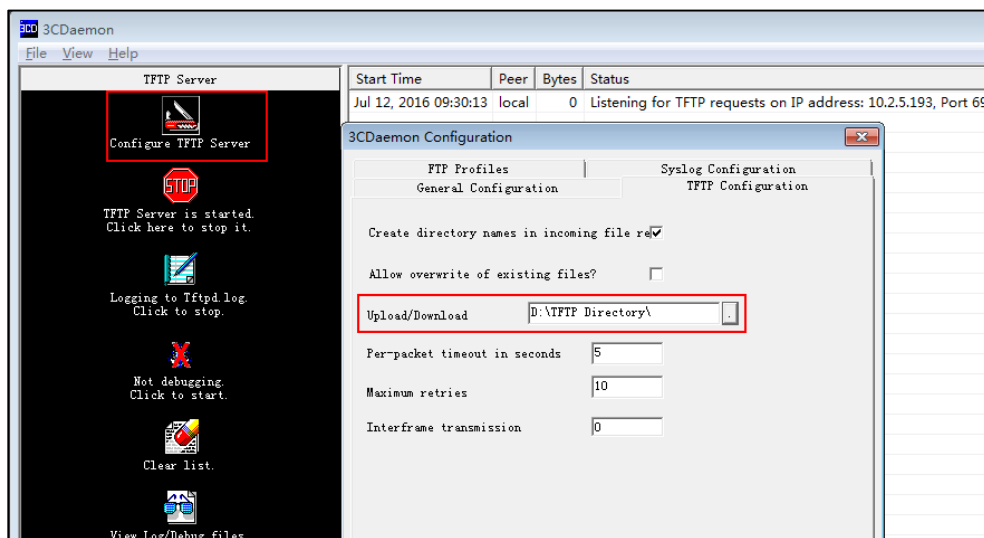 3CD 3CDaemon
File View Help
TFTP Server
Configure TFTP Server
STOP
TFTP Server is started.
Click here to stop it.
Logging to Tftpd.log.
Click to stop.
Not debugging.
Click to start.
Clear list.
View Log/Debug files
Start Time Peer Bytes Status
Jul 12, 2016 09:30:13 local 0 Listening for TFTP requests on IP address: 10.2.5.193, Port 69
3CDaemon Configuration
FTP Profiles Syslog Configuration
General Configuration TFTP Configuration
Create directory names in incoming file re
Allow overwrite of existing files?
Upload/Download D:\TFTP Directory\ .
Per-packet timeout in seconds 5
Maximum retries 10
Interframe transmission 0